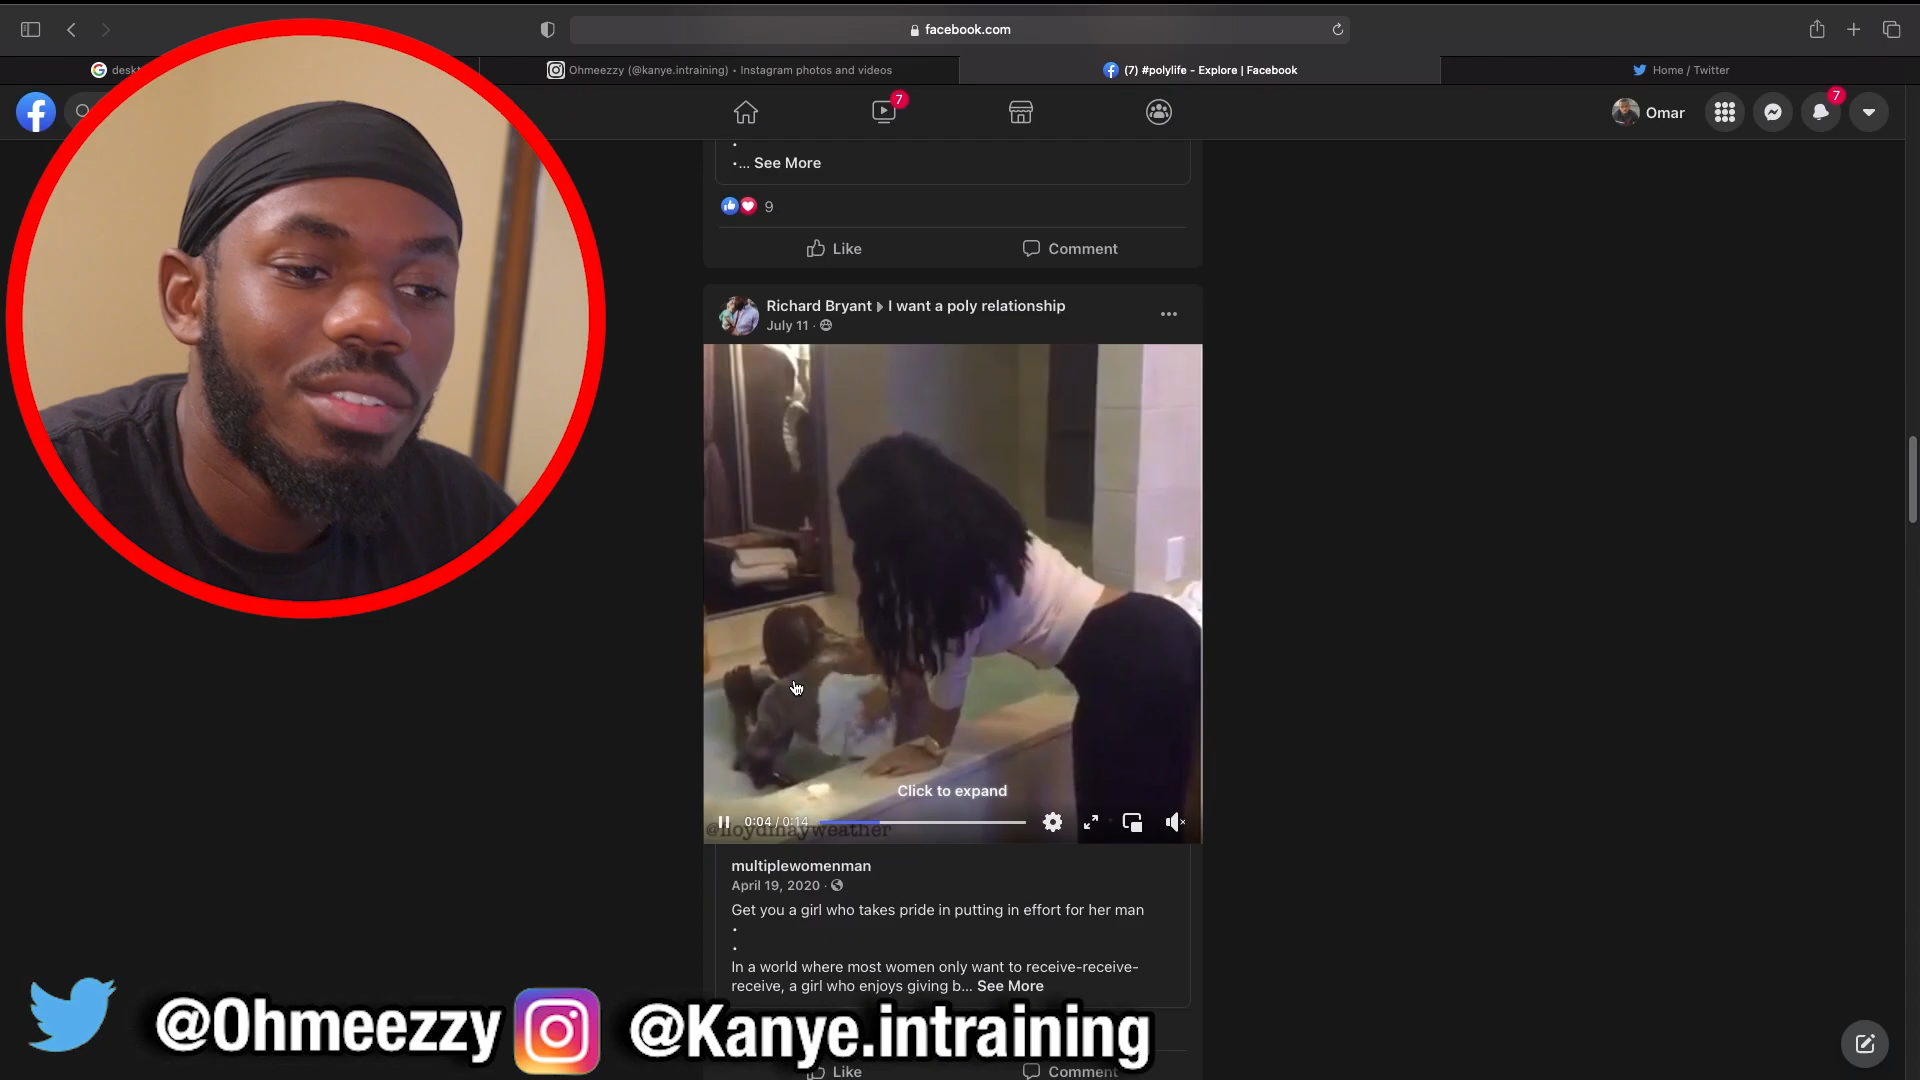 facebook.com
deskt
Ohmeezzy (@kanye.intraining) • Instagram photos and videos
(7) #polylife - Explore | Facebook
Home / Twitter
7
Omar
7
•
•... See More
9
Like
Comment
Richard Bryant ▸ I want a poly relationship
July 11 ·
Click to expand
0:04 / 0:14
@lloydmayweather
multiplewomenman
April 19, 2020 ·
Get you a girl who takes pride in putting in effort for her man
•
•
In a world where most women only want to receive-receive-
receive, a girl who enjoys giving b... See More
@Ohmeezzy
@Kanye.intraining
Like
Comment